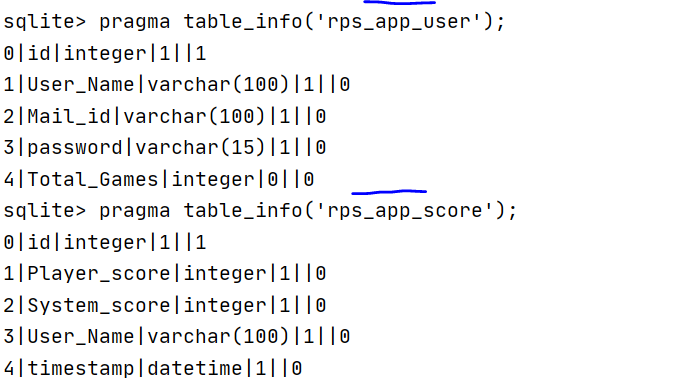 sqlite> pragma table_info('rps_app_user');
0|id|integer|1||1
1|User_Name|varchar(100)|1||0
2|Mail_id|varchar(100)|1||0
3|password|varchar(15)|1||0
4|Total_Games|integer|0||0
sqlite> pragma table_info('rps_app_score');
0|id|integer|1||1
1|Player_score|integer|1||0
2|System_score|integer|1||0
3|User_Name|varchar(100)|1||0
4|timestamp|datetime|1||0